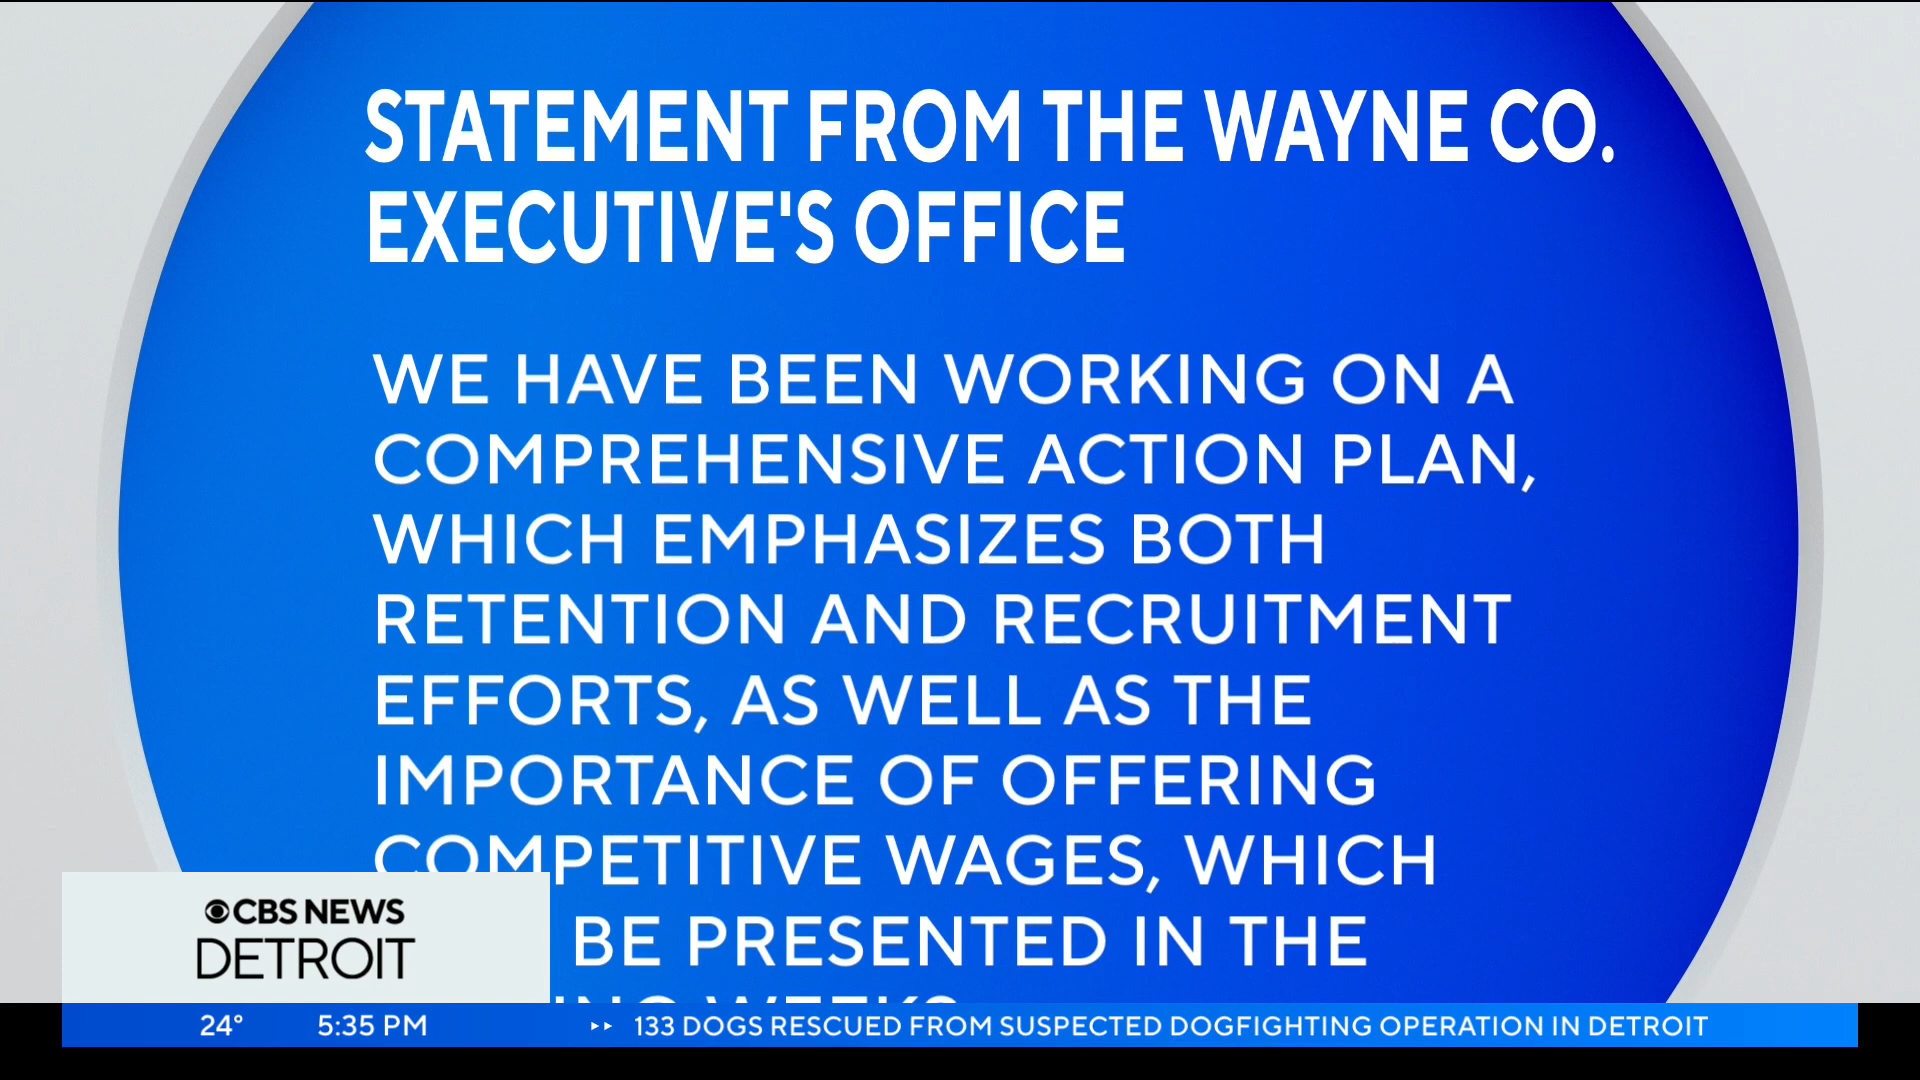 STATEMENT FROM THE WAYNE CO.
EXECUTIVE'S OFFICE
WE HAVE BEEN WORKING ON A
COMPREHENSIVE ACTION PLAN,
WHICH EMPHASIZES BOTH
RETENTION AND RECRUITMENT
EFFORTS, AS WELL AS THE
IMPORTANCE OF OFFERING
COMPETITIVE WAGES, WHICH
BE PRESENTED IN THE
WEEKS
CBS NEWS
DETROIT
24° 5:35 PM 133 DOGS RESCUED FROM SUSPECTED DOGFIGHTING OPERATION IN DETROIT